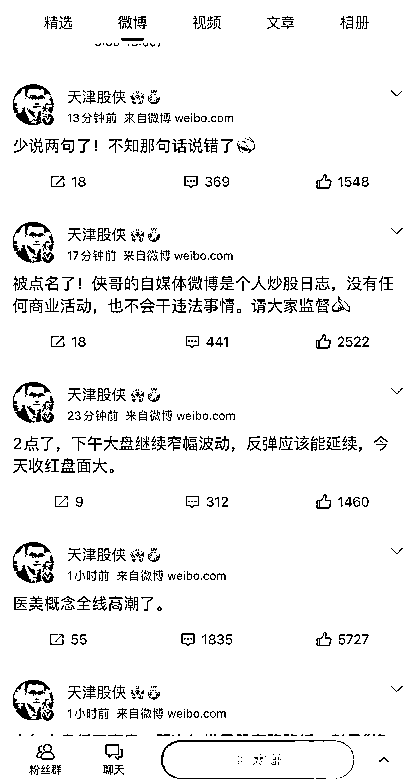 精选 微博 视频 文章 相册
天津股侠
13分钟前 来自微博 weibo.com
少说两句了！不知那句话说错了
18 369 1548
天津股侠
17分钟前 来自微博 weibo.com
被点名了！侠哥的自媒体微博是个人炒股日志，没有任
何商业活动，也不会干违法事情。请大家监督
18 441 2522
天津股侠
23分钟前 来自微博 weibo.com
2点了，下午大盘继续窄幅波动，反弹应该能延续，今
天收红盘面大。
9 312 1460
天津股侠
1小时前 来自微博 weibo.com
医美概念全线高潮了。
55 1835 5727
天津股侠
1小时前 来自微博 weibo.com
粉丝群 聊天